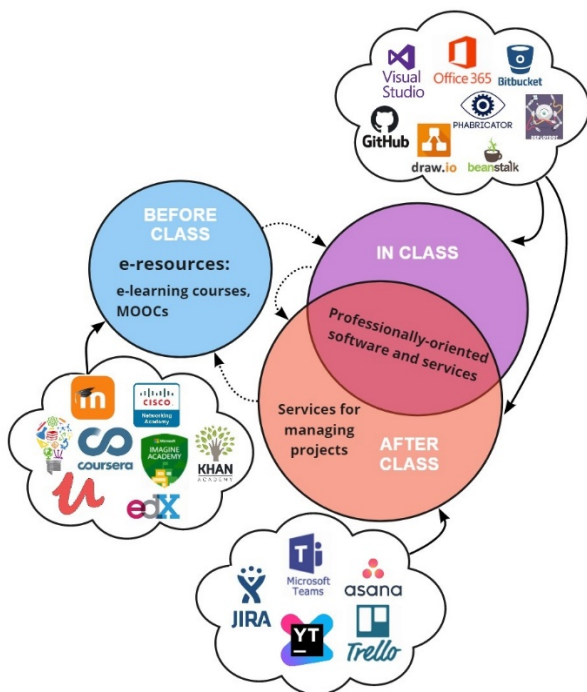 Visual
Studio
Office 365
Bitbucket
GitHub
PHABRICATOR
draw.io
beanstalk
BEFORE
CLASS
e-resources:
e-learning courses,
MOOCs
IN CLASS
Professionally-oriented
software and services
Services for
managing
projects
AFTER
CLASS
m
CISCO
Networking
Academy
coursera
Microsoft
IMAGINE
ACADEMY
KHAN
ACADEMY
edX
T
Microsoft
Teams
asana
JIRA
YT
Trello